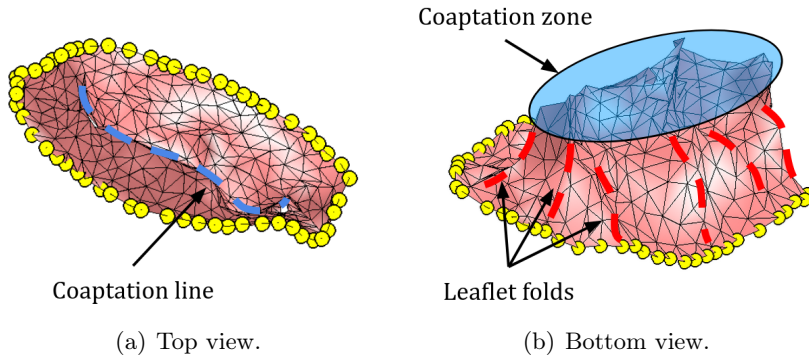 Coaptation zone
Coaptation line
Leaflet folds
(a) Top view.
(b) Bottom view.